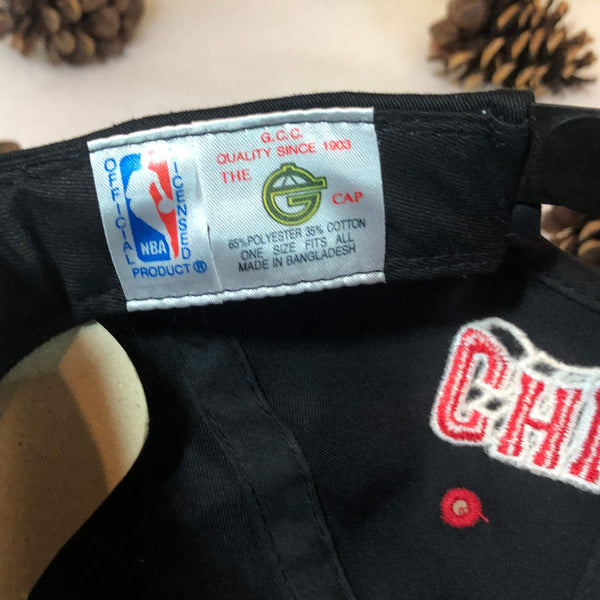 OFFICIAL
LICENSED
NBA
PRODUCT®
G.C.C.
QUALITY SINCE 1903
THE G CAP
65% POLYESTER 35% COTTON
ONE SIZE FITS ALL
MADE IN BANGLADESH
CHI